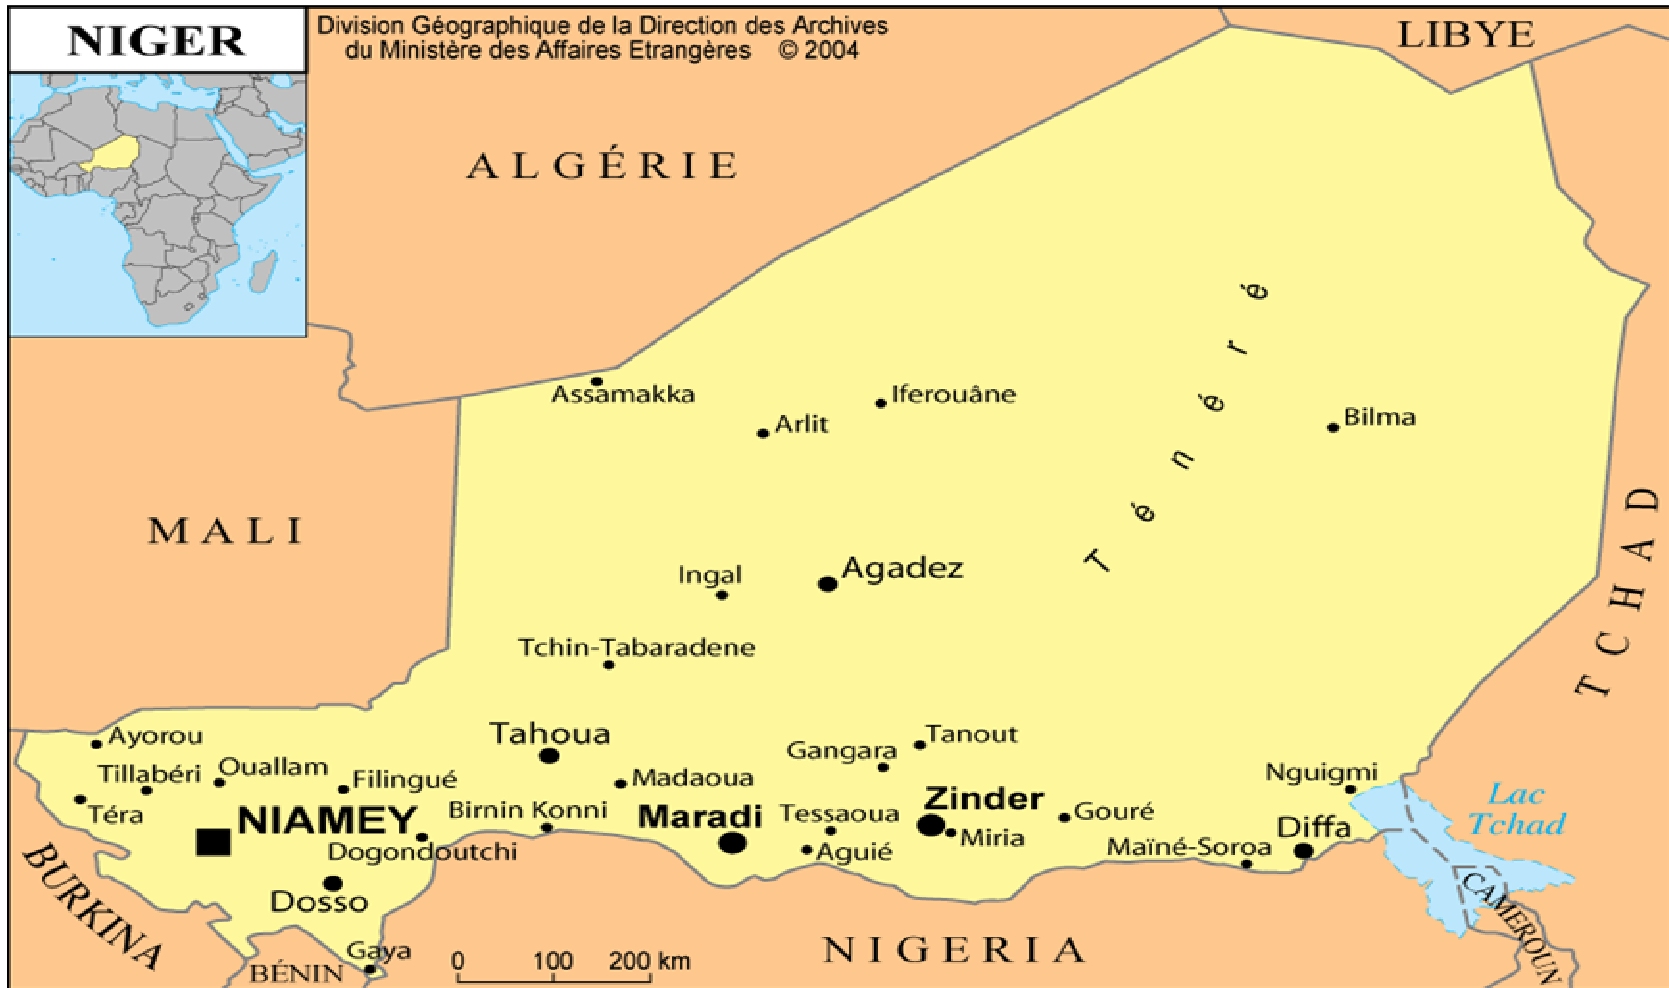 NIGER
Division Géographique de la Direction des Archives
du Ministère des Affaires Etrangères © 2004
LIBYE
ALGÉRIE
Ténéré
Assamakka
Iferouâne
Arlit
Bilma
MALI
TCHAD
Ingal
Agadez
Tchin-Tabaradene
Tahoua
Ayorou
Tanout
Gangara
Tillabéri
Ouallam
Filingué
Madaoua
Nguigmi
Téra
NIAMEY
Birnin Konni
Maradi
Tessaoua
Zinder
Gouré
Lac
Tchad
Diffa
Miria
Dogondoutchi
Aguié
Maïné-Soroa
BURKINA
Dosso
CAMEROUN
Gaya
BÉNIN
NIGERIA
0 100 200 km